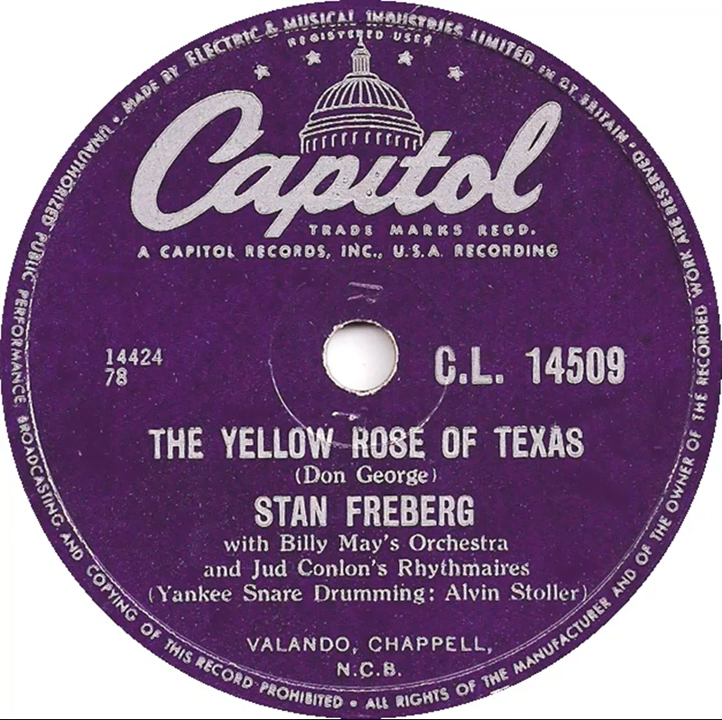 MADE BY ELECTRIC & MUSICAL INDUSTRIES LIMITED IN GT. BRITAIN • ALL RIGHTS OF THE MANUFACTURER AND OF THE OWNER OF THE RECORDED WORK ARE RESERVED • UNAUTHORIZED PUBLIC PERFORMANCE, BROADCASTING AND COPYING OF THIS RECORD PROHIBITED •
REGISTERED USER
Capitol
TRADE MARKS REGD.
A CAPITOL RECORDS, INC., U.S.A. RECORDING
14424
78
C.L. 14509
THE YELLOW ROSE OF TEXAS
(Don George)
STAN FREBERG
with Billy May's Orchestra
and Jud Conlon's Rhythmaires
(Yankee Snare Drumming: Alvin Stoller)
VALANDO, CHAPPELL,
N.C.B.